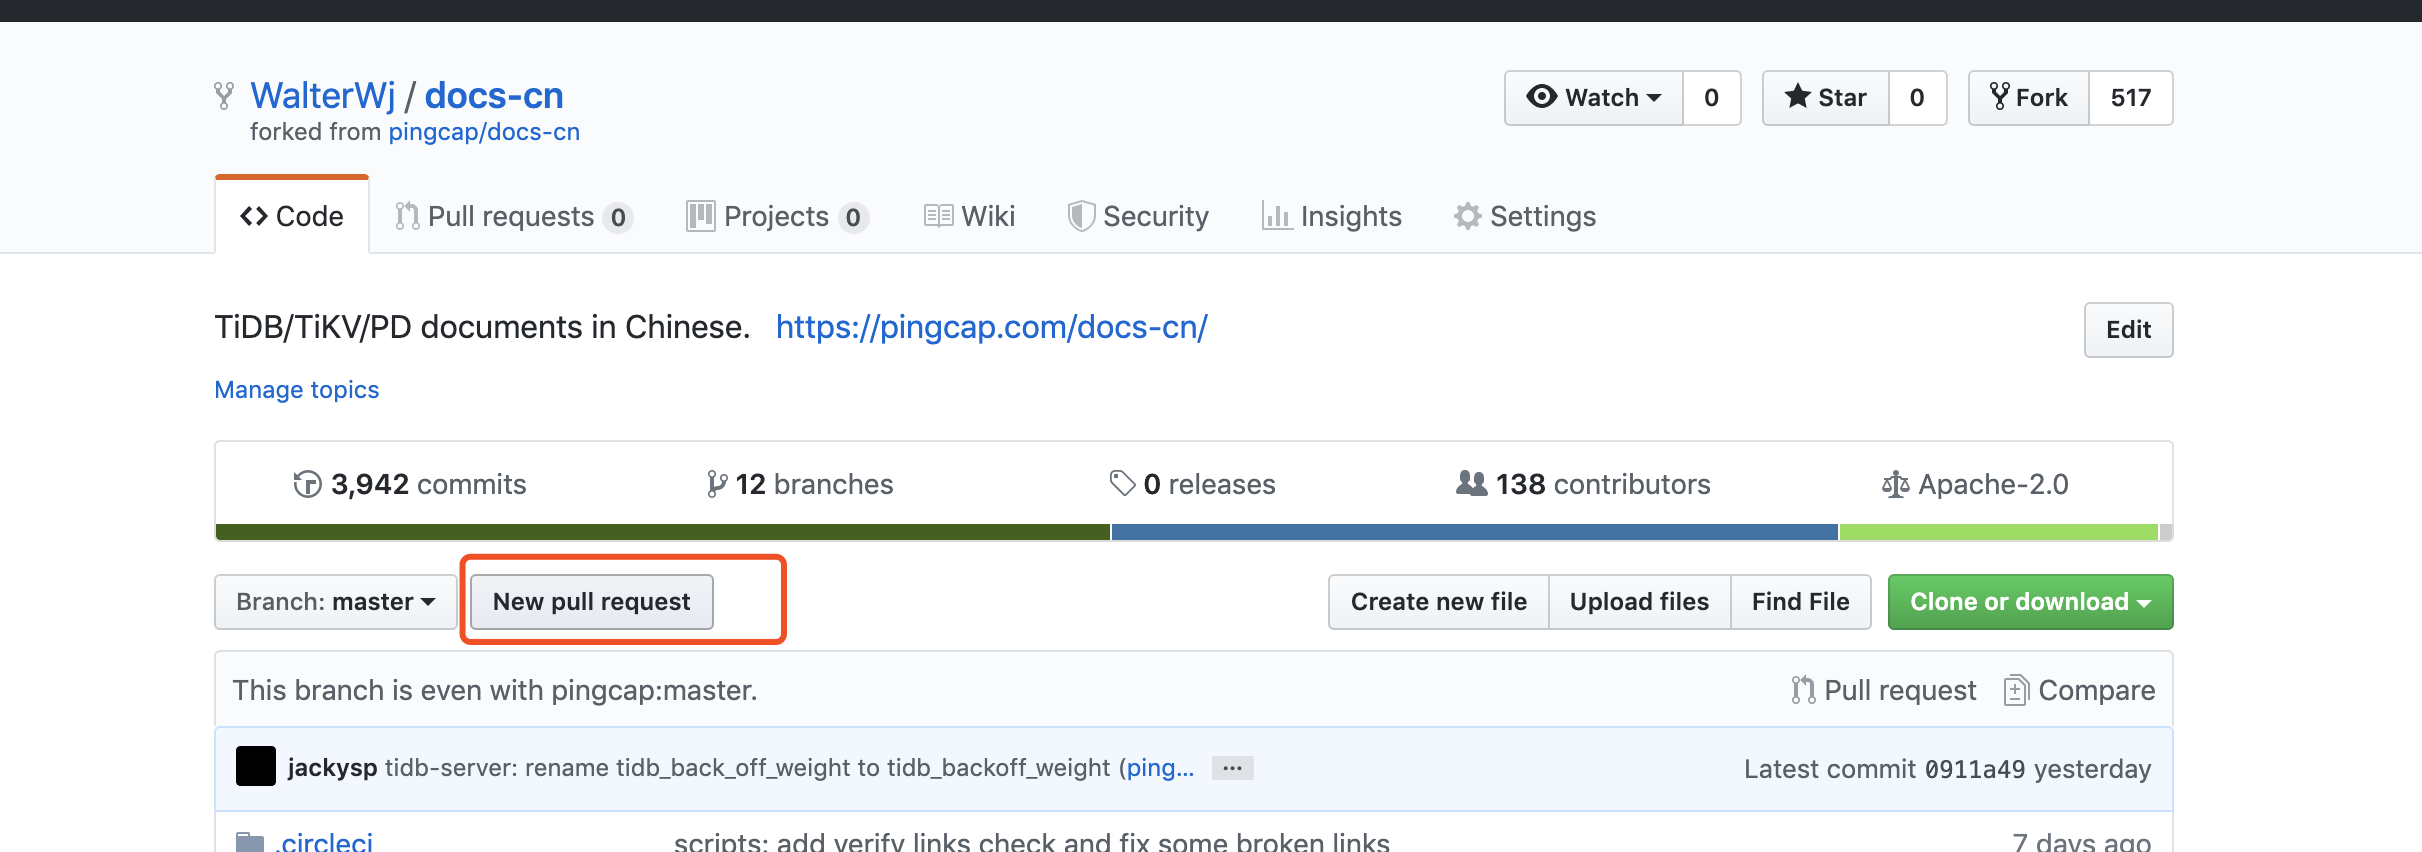 WalterWj / docs-cn
forked from pingcap/docs-cn
Watch 0 Star 0 Fork 517
Code Pull requests 0 Projects 0 Wiki Security Insights Settings
TiDB/TiKV/PD documents in Chinese. https://pingcap.com/docs-cn/
Edit
Manage topics
3,942 commits 12 branches 0 releases 138 contributors Apache-2.0
Branch: master New pull request Create new file Upload files Find File Clone or download
This branch is even with pingcap:master. Pull request Compare
jackysp tidb-server: rename tidb_back_off_weight to tidb_backoff_weight (ping... ... Latest commit 0911a49 yesterday
.circleci scripts: add verify links check and fix some broken links 7 days ago